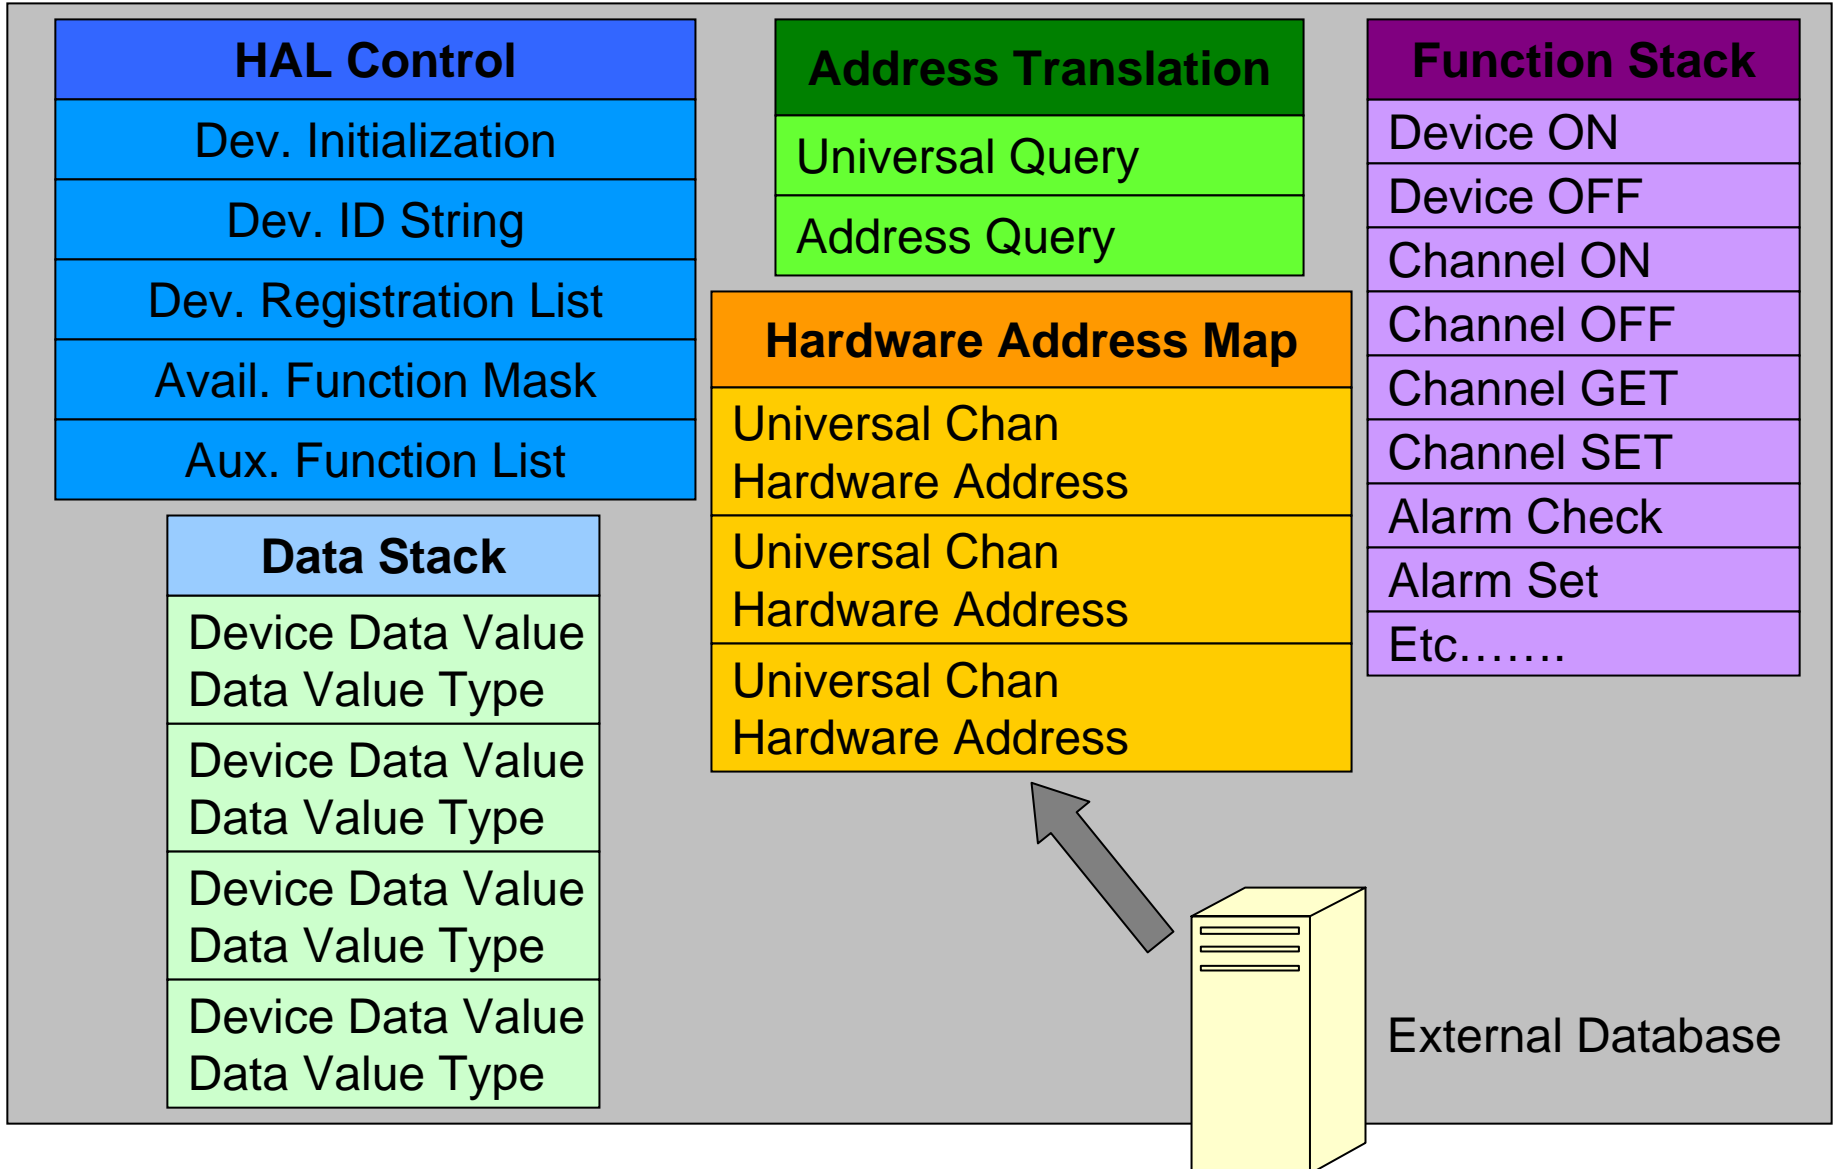 HAL Control
Dev. Initialization
Dev. ID String
Dev. Registration List
Avail. Function Mask
Aux. Function List
Data Stack
Device Data Value
Data Value Type
Device Data Value
Data Value Type
Device Data Value
Data Value Type
Device Data Value
Data Value Type
Address Translation
Universal Query
Address Query
Hardware Address Map
Universal Chan
Hardware Address
Universal Chan
Hardware Address
Universal Chan
Hardware Address
Function Stack
Device ON
Device OFF
Channel ON
Channel OFF
Channel GET
Channel SET
Alarm Check
Alarm Set
Etc…….
External Database